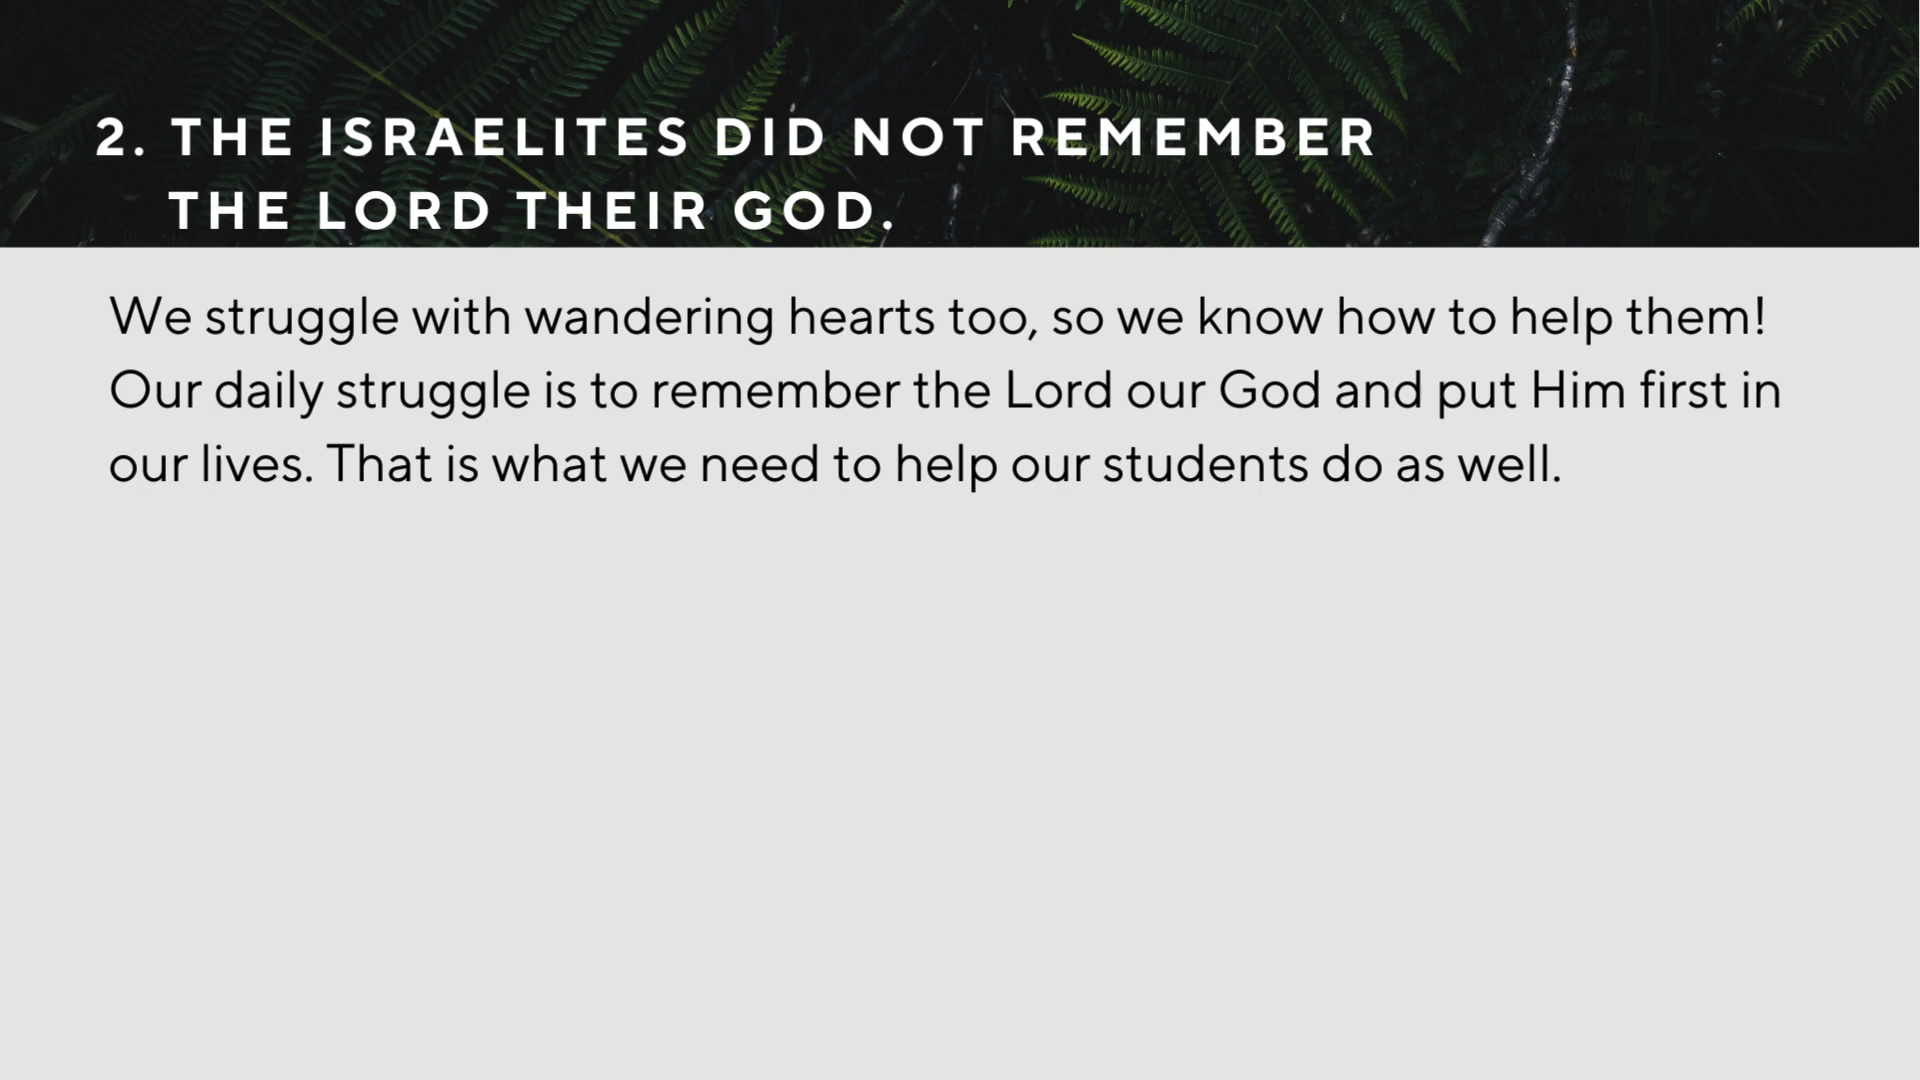 2. THE ISRAELITES DID NOT REMEMBER
THE LORD THEIR GOD.
We struggle with wandering hearts too, so we know how to help them!
Our daily struggle is to remember the Lord our God and put Him first in
our lives. That is what we need to help our students do as well.